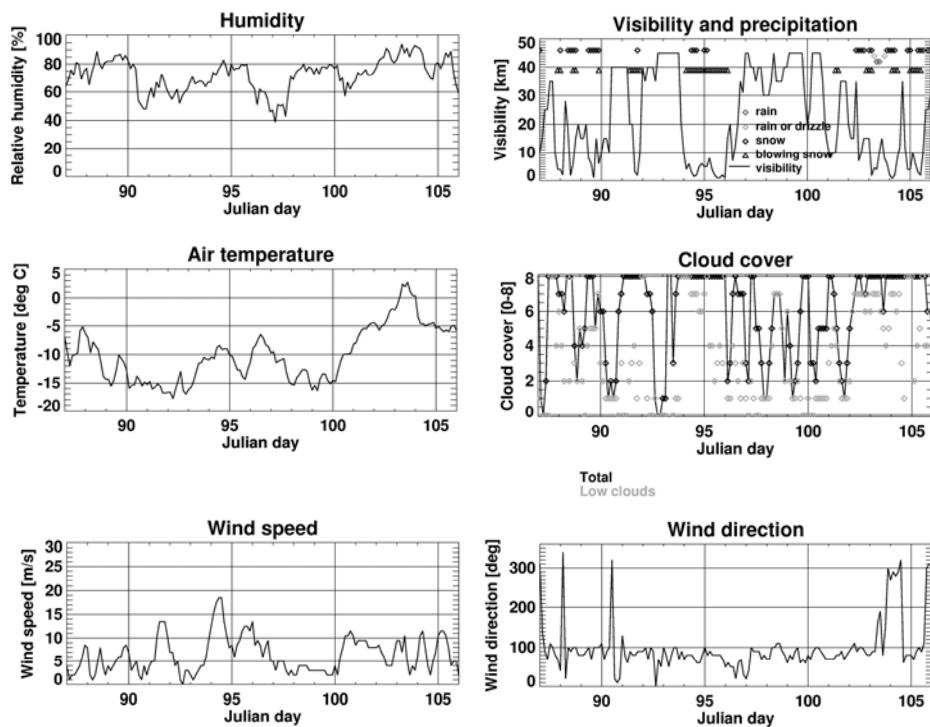 Humidity
Relative humidity [%]
100
80
60
40
20
0
90
95
100
105
Julian day
Visibility and precipitation
Visibility [km]
50
40
30
20
10
0
rain
rain or drizzle
snow
blowing snow
visibility
90
95
100
105
Julian day
Air temperature
Temperature [deg C]
5
0
-5
-10
-15
-20
90
95
100
105
Julian day
Cloud cover
Cloud cover [0-8]
8
6
4
2
0
90
95
100
105
Julian day
Total
Low clouds
Wind speed
Wind speed [m/s]
30
25
20
15
10
5
0
90
95
100
105
Julian day
Wind direction
Wind direction [deg]
300
200
100
0
90
95
100
105
Julian day